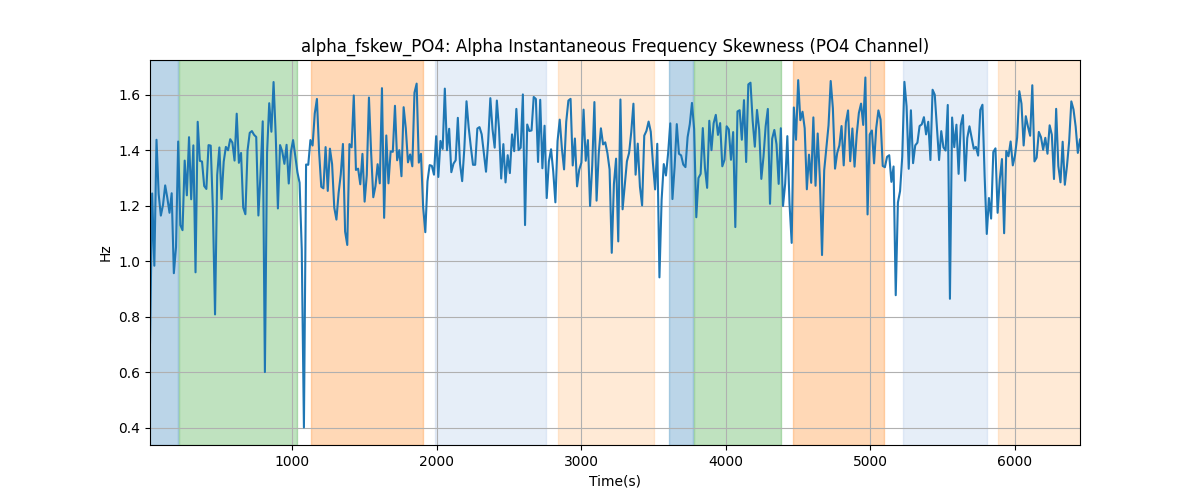 alpha_fskew_PO4: Alpha Instantaneous Frequency Skewness (PO4 Channel)
1.6
1.4
1.2
1.0
0.8
0.6
0.4
Hz
1000 2000 3000 4000 5000 6000
Time(s)